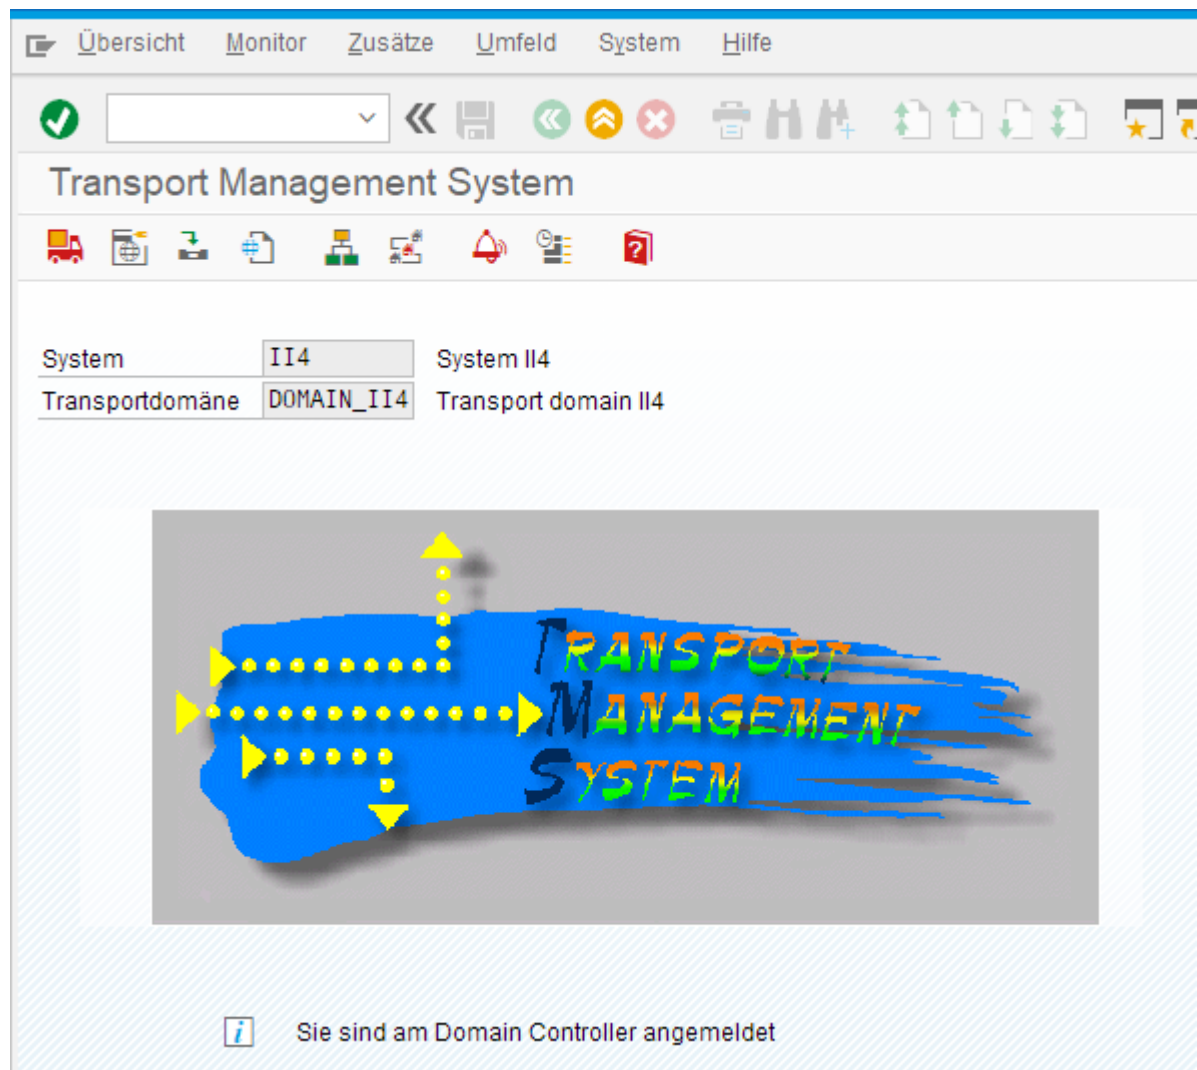 Übersicht Monitor Zusätze Umfeld System Hilfe
Transport Management System
System II4 System II4
Transportdomäne DOMAIN_II4 Transport domain II4
TRANSPORT
MANAGEMENT
SYSTEM
Sie sind am Domain Controller angemeldet